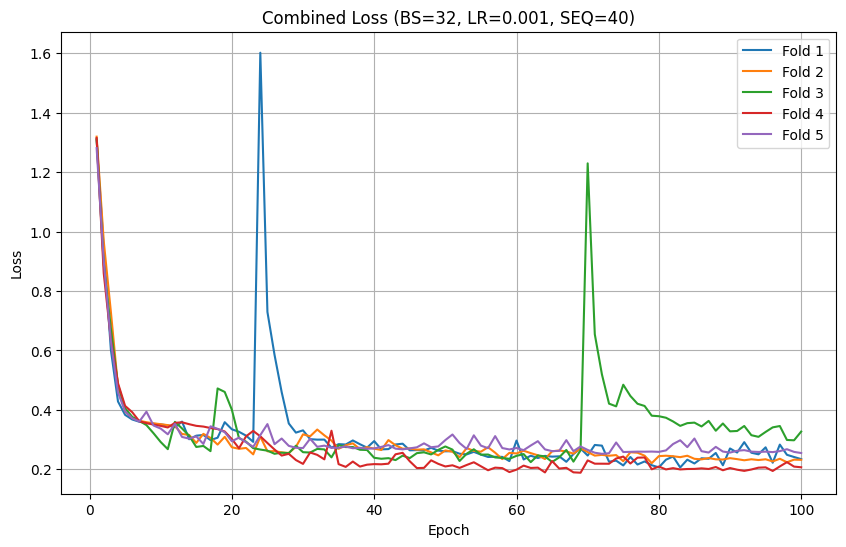 Combined Loss (BS=32, LR=0.001, SEQ=40)
Fold 1
Fold 2
Fold 3
Fold 4
Fold 5
1.6
1.4
1.2
1.0
0.8
0.6
0.4
0.2
Loss
0 20 40 60 80 100
Epoch